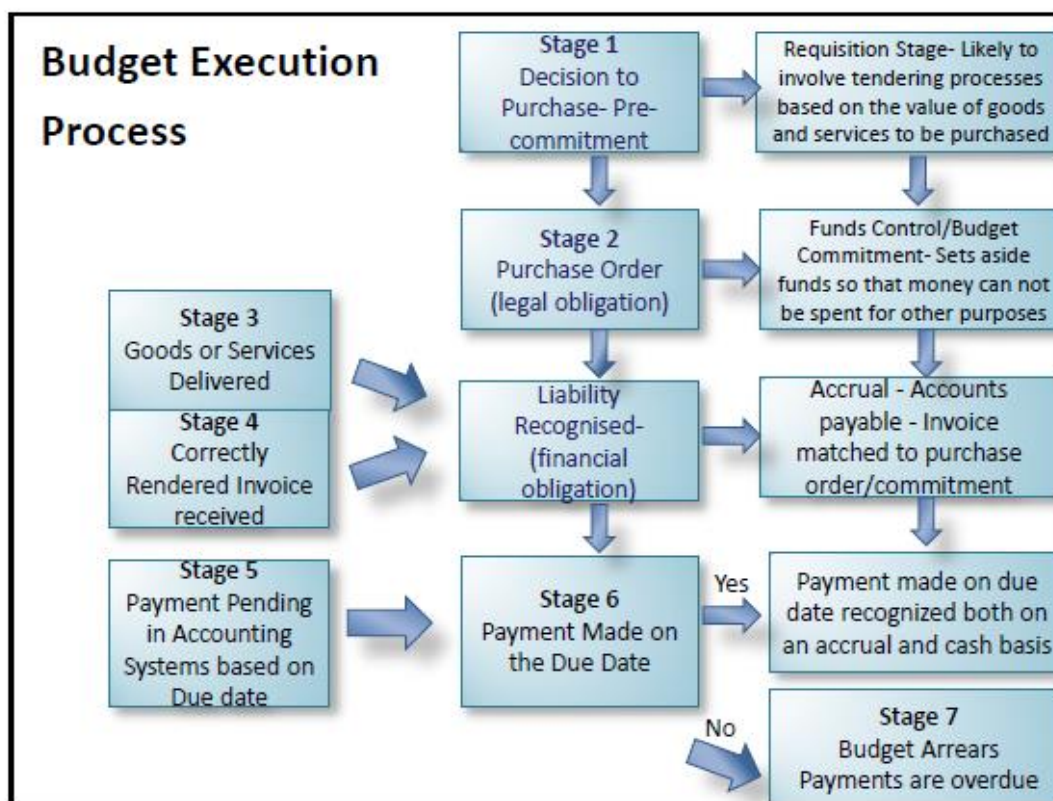 Budget Execution
Process
Stage 1
Decision to
Purchase- Pre-
commitment
Requisition Stage- Likely to
involve tendering processes
based on the value of goods
and services to be purchased
Stage 2
Purchase Order
(legal obligation)
Funds Control/Budget
Commitment- Sets aside
funds so that money can not
be spent for other purposes
Stage 3
Goods or Services
Delivered
Stage 4
Correctly
Rendered Invoice
received
Liability
Recognised-
(financial
obligation)
Accrual - Accounts
payable - Invoice
matched to purchase
order/commitment
Stage 5
Payment Pending
in Accounting
Systems based on
Due date
Stage 6
Payment Made on
the Due Date
Yes
Payment made on due
date recognized both on
an accrual and cash basis
No
Stage 7
Budget Arrears
Payments are overdue